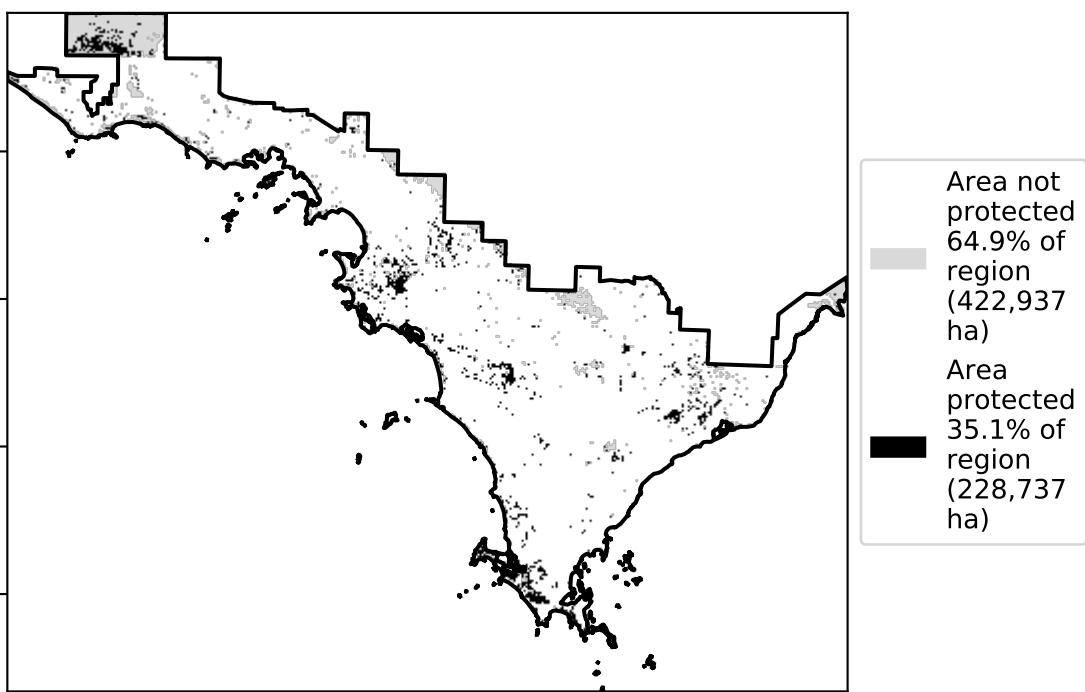 Area not
protected
64.9% of
region
(422,937
ha)
Area
protected
35.1% of
region
(228,737
ha)